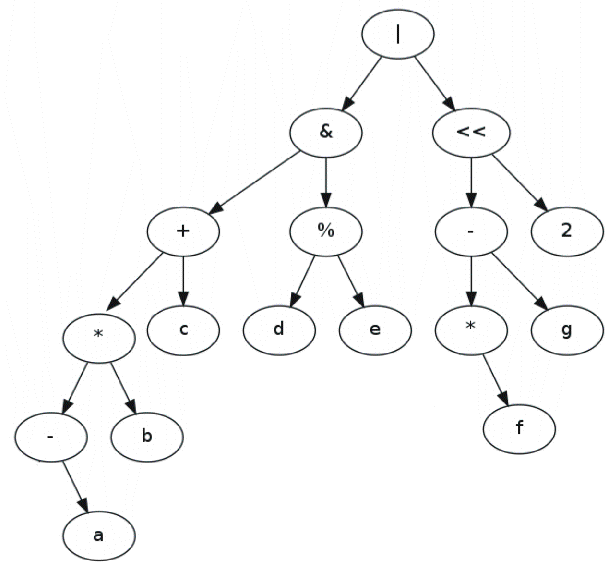 |
& <<
+ % - 2
* c d e * g
- b f
a